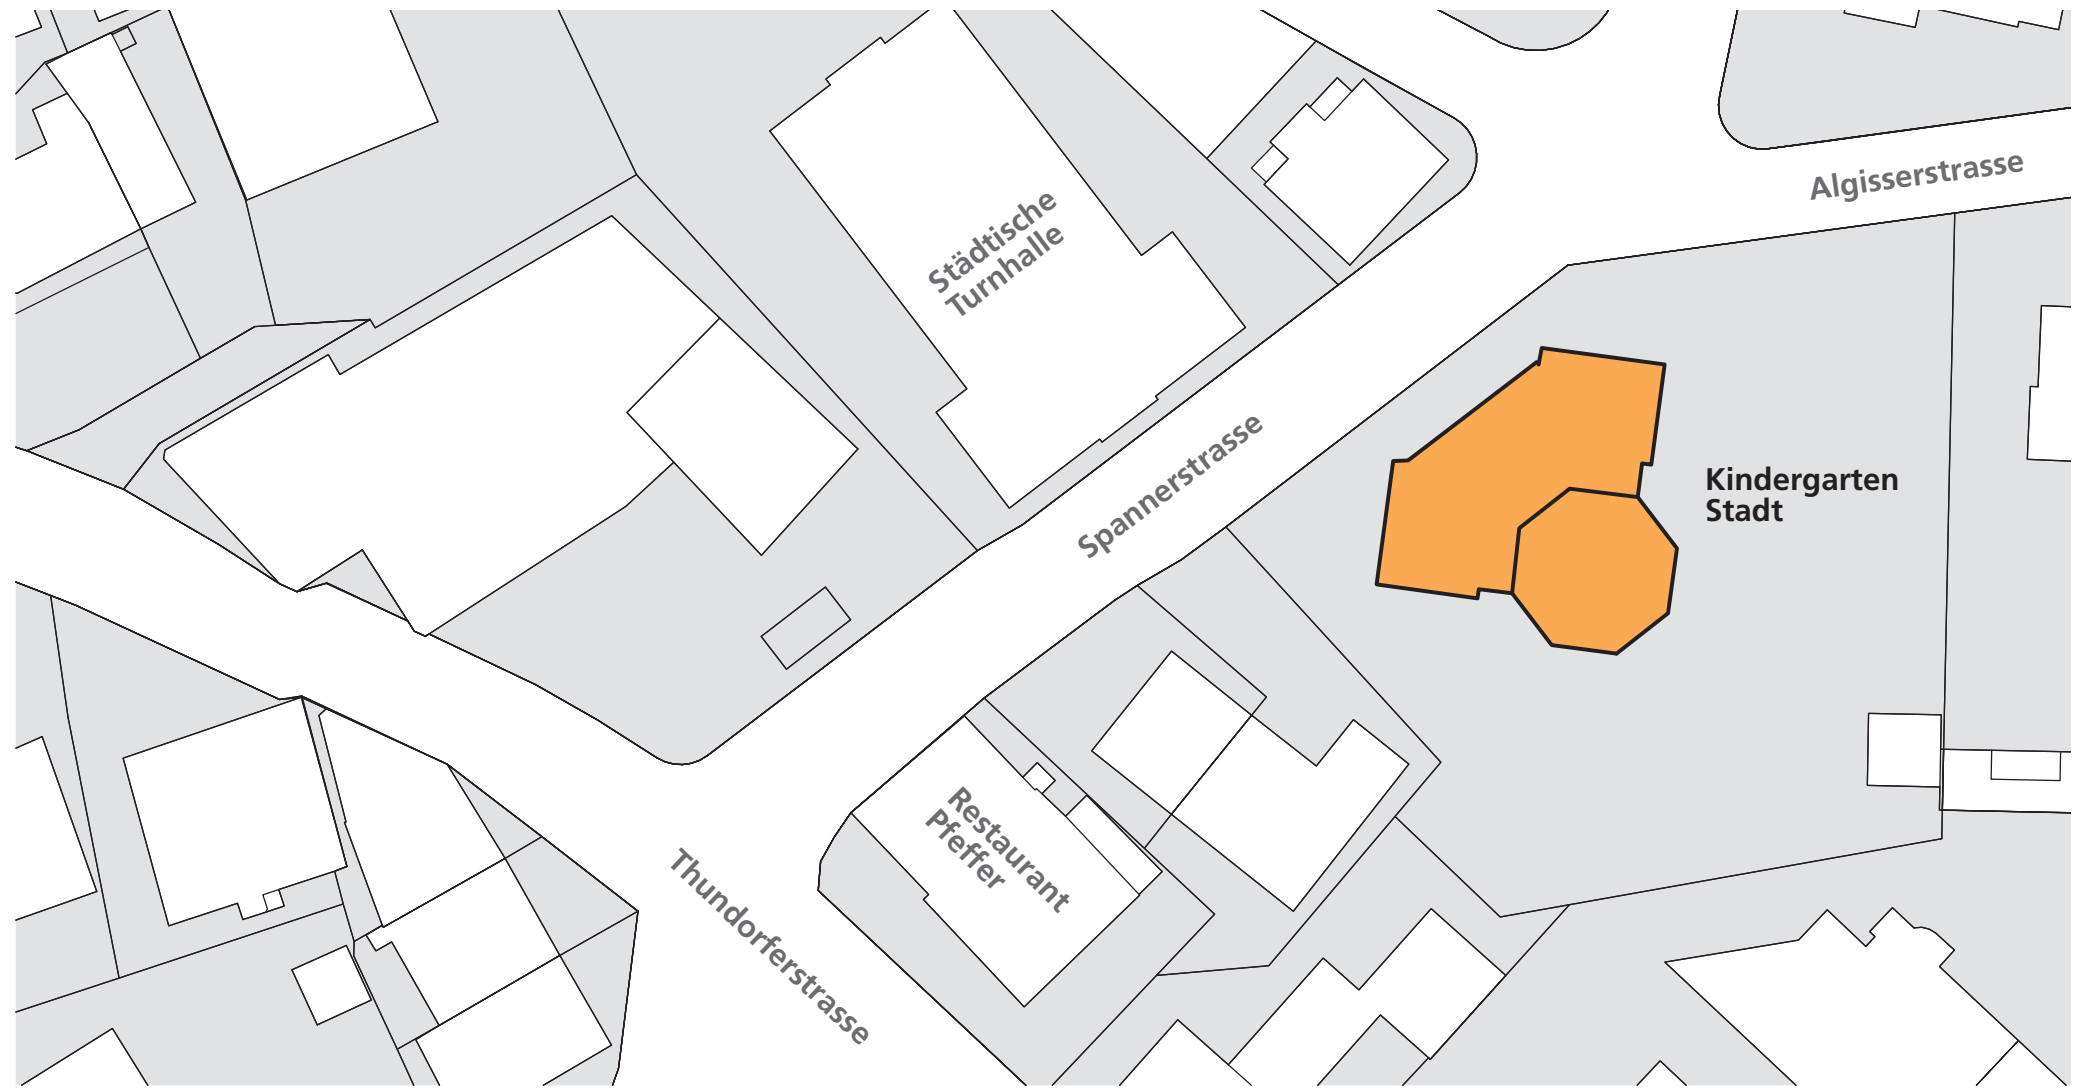 Algisserstrasse
Städtische
Turnhalle
Spannerstrasse
Kindergarten
Stadt
Restaurant
Pfeffer
Thundorferstrasse